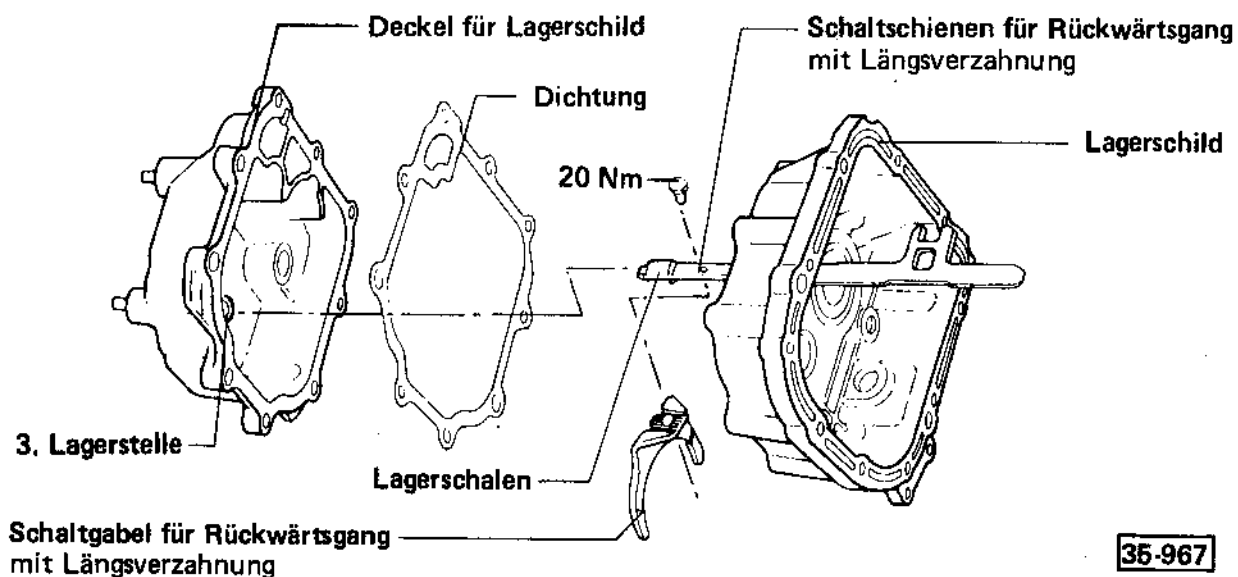 Deckel für Lagerschild
Schaltschienen für Rückwärtsgang
mit Längsverzahnung
Dichtung
Lagerschild
20 Nm
3. Lagerstelle
Lagerschalen
Schaltgabel für Rückwärtsgang
mit Längsverzahnung
35-967